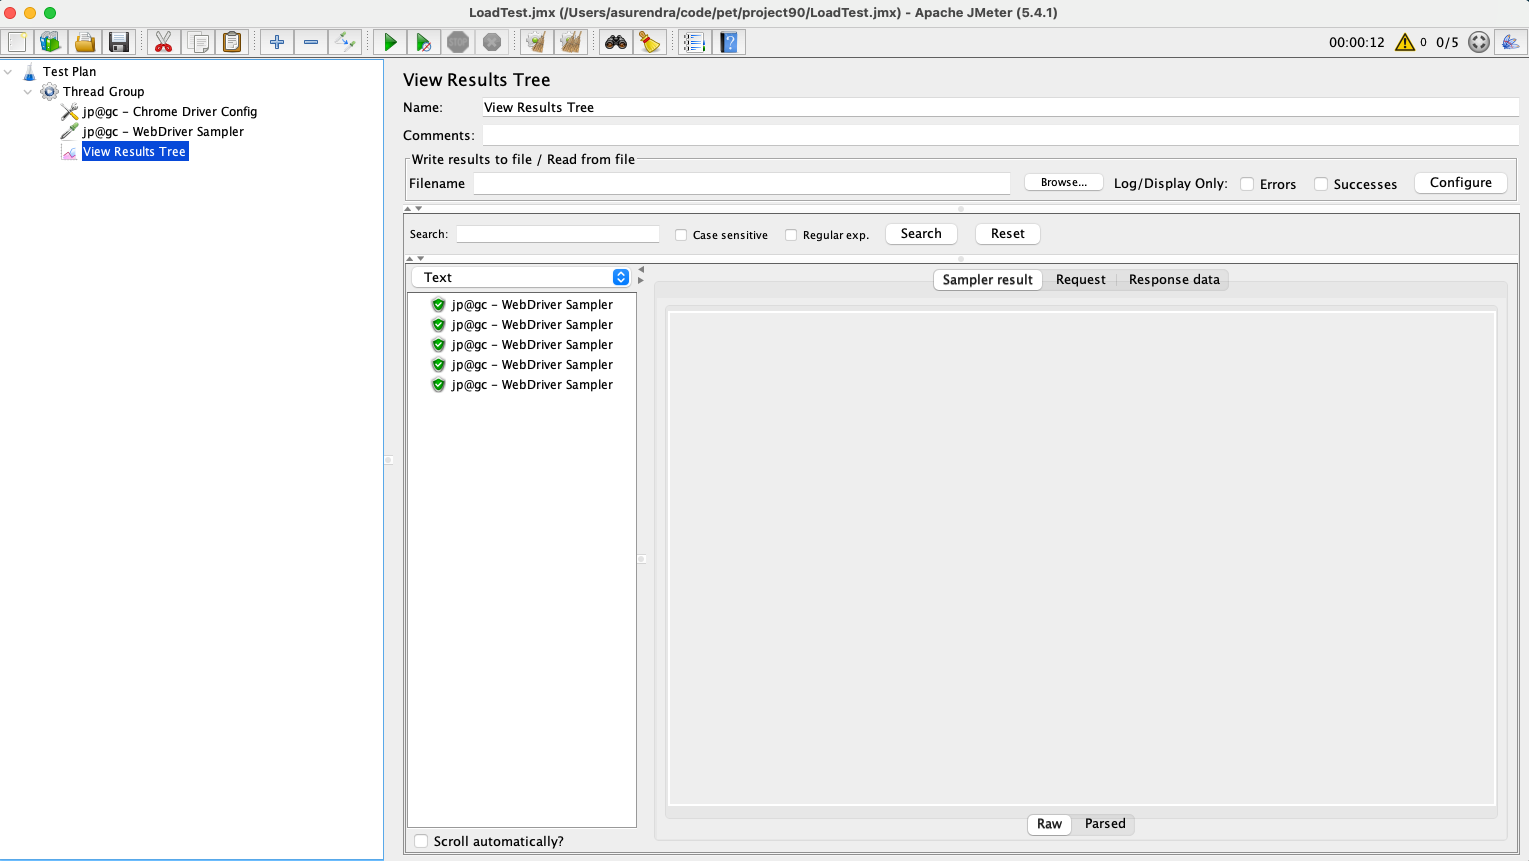 LoadTest.jmx (/Users/asurendra/code/pet/project90/LoadTest.jmx) - Apache JMeter (5.4.1)
STOP
?
00:00:12
0
0/5
Test Plan
Thread Group
jp@gc - Chrome Driver Config
jp@gc - WebDriver Sampler
View Results Tree
View Results Tree
Name: View Results Tree
Comments:
Write results to file / Read from file
Filename Browse... Log/Display Only: Errors Successes Configure
Search: Case sensitive Regular exp. Search Reset
Text
jp@gc - WebDriver Sampler
jp@gc - WebDriver Sampler
jp@gc - WebDriver Sampler
jp@gc - WebDriver Sampler
jp@gc - WebDriver Sampler
Scroll automatically?
Sampler result Request Response data
Raw Parsed